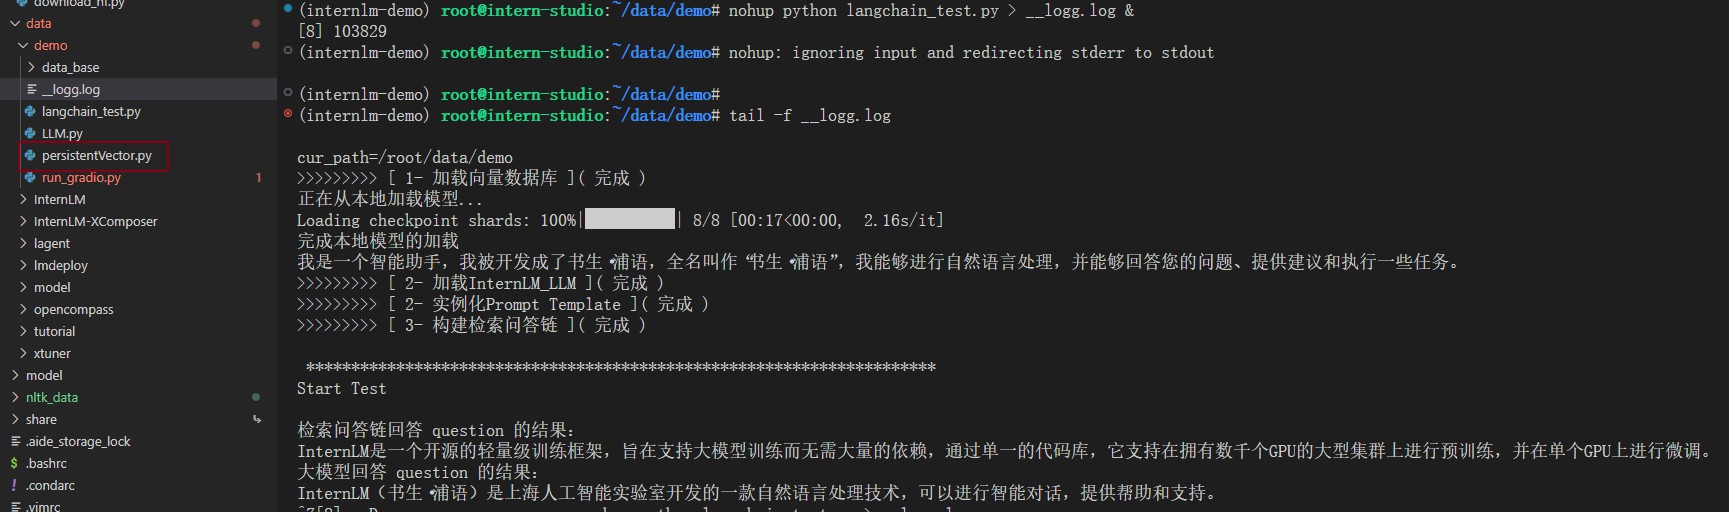 download_hf.py
data
demo
data_base
__logg.log
langchain_test.py
LLM.py
persistentVector.py
run_gradio.py 1
InternLM
InternLM-XComposer
lagent
lmdeploy
model
opencompass
tutorial
xtuner
model
nltk_data
share
.aide_storage_lock
.bashrc
.condarc
.vimrc
(internlm-demo) root@intern-studio:~/data/demo# nohup python langchain_test.py > __logg.log &
[8] 103829
(internlm-demo) root@intern-studio:~/data/demo# nohup: ignoring input and redirecting stderr to stdout
(internlm-demo) root@intern-studio:~/data/demo#
(internlm-demo) root@intern-studio:~/data/demo# tail -f __logg.log
cur_path=/root/data/demo
>>>>>>>>> [ 1- 加载向量数据库 ]( 完成 )
正在从本地加载模型...
Loading checkpoint shards: 100%|██████████| 8/8 [00:17<00:00, 2.16s/it]
完成本地模型的加载
我是一个智能助手，我被开发成了书生·浦语，全名叫作“书生·浦语”，我能够进行自然语言处理，并能够回答您的问题、提供建议和执行一些任务。
>>>>>>>>> [ 2- 加载InternLM_LLM ]( 完成 )
>>>>>>>>> [ 2- 实例化Prompt Template ]( 完成 )
>>>>>>>>> [ 3- 构建检索问答链 ]( 完成 )
**********************************************************************
Start Test
检索问答链回答 question 的结果：
InternLM是一个开源的轻量级训练框架，旨在支持大模型训练而无需大量的依赖，通过单一的代码库，它支持在拥有数千个GPU的大型集群上进行预训练，并在单个GPU上进行微调。
大模型回答 question 的结果：
InternLM（书生·浦语）是上海人工智能实验室开发的一款自然语言处理技术，可以进行智能对话，提供帮助和支持。